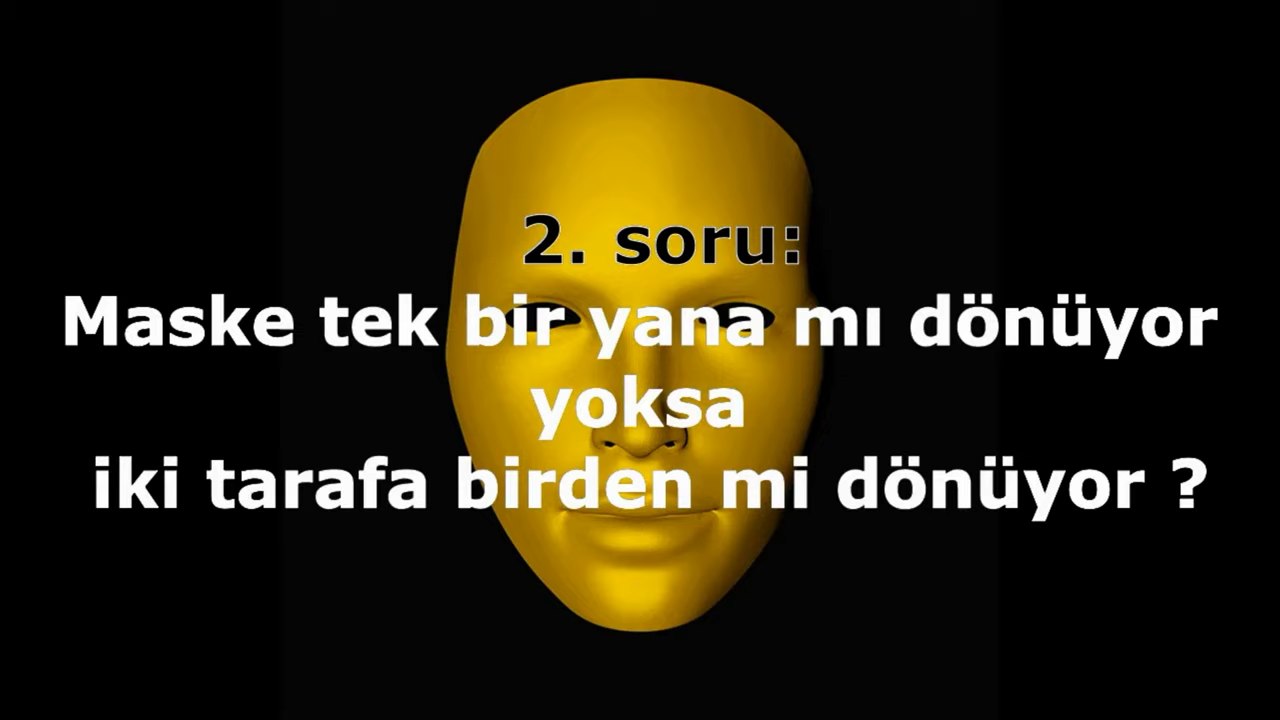 2. soru:
Maske tek bir yana mı dönüyor
yoksa
iki tarafa birden mi dönüyor ?